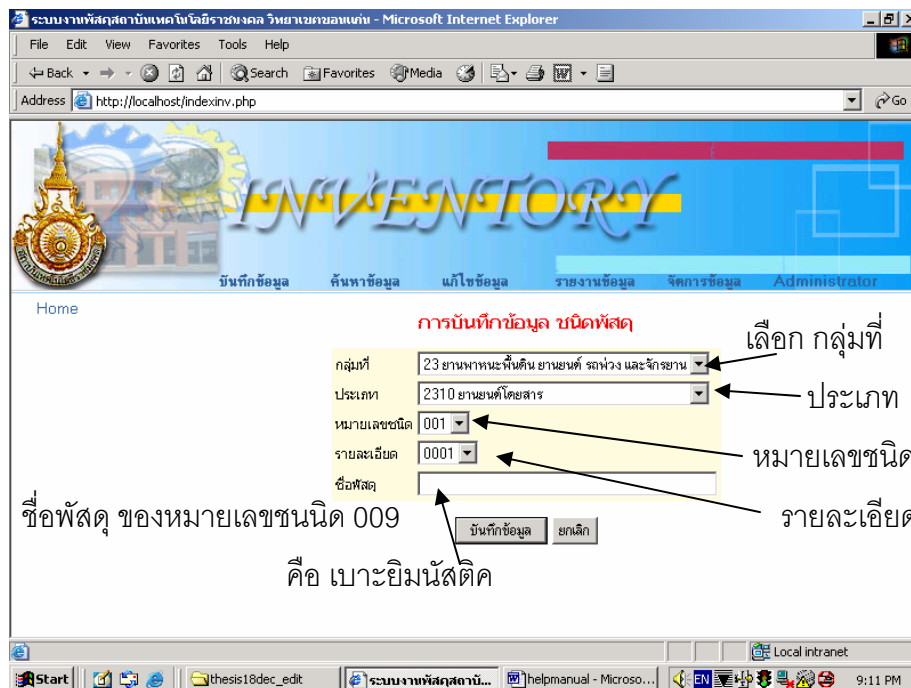 ระบบงานพัสดุสถาบันเทคโนโลยีราชมงคล วิทยาเขตขอนแก่น - Microsoft Internet Explorer
File Edit View Favorites Tools Help
Back Search Favorites Media
Address http://localhost/indexinv.php Go
INVENTORY
บันทึกข้อมูล ค้นหาข้อมูล แก้ไขข้อมูล รายงานข้อมูล จัดการข้อมูล Administrator
Home
การบันทึกข้อมูล ชนิดพัสดุ
เลือก กลุ่มที่
กลุ่มที่ 23 ยานพาหนะพื้นดิน ยานยนต์ รถพ่วง และจักรยาน
ประเภท 2310 ยานยนต์โดยสาร
ประเภท
หมายเลขชนิด 001
รายละเอียด 0001
หมายเลขชนิด
ชื่อพัสดุ
ชื่อพัสดุ ของหมายเลขชนนิด 009
รายละเอียด
บันทึกข้อมูล ยกเลิก
คือ เบาะยิมนัสติค
Local intranet
Start thesis18dec_edit ระบบงานพัสดุสถาบั... helpmanual - Microso... EN 9:11 PM